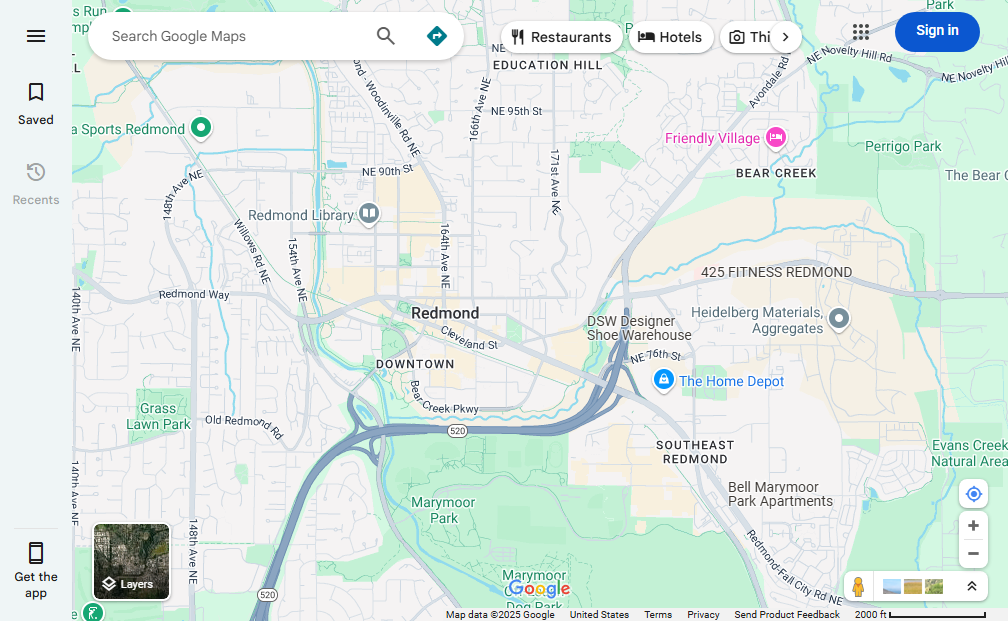 Search Google Maps
Restaurants
Hotels
Thi
Sign in
Saved
Recents
Get the
app
Layers
s Run
Park
EDUCATION HILL
NE 95th St
166th Ave NE
171st Ave NE
Avondale Rd
NE Novelty Hill Rd
NE Novelty Hill
a Sports Redmond
Friendly Village
BEAR CREEK
Perrigo Park
The Bear C
148th Ave NE
NE 90th St
Redmond Library
Willows Rd NE
154th Ave NE
164th Ave NE
140th Ave NE
Redmond Way
Redmond
Cleveland St
425 FITNESS REDMOND
Heidelberg Materials,
Aggregates
DSW Designer
Shoe Warehouse
NE 76th St
The Home Depot
DOWNTOWN
Bear Creek Pkwy
Grass
Lawn Park
Old Redmond Rd
520
SOUTHEAST
REDMOND
Evans Creek
Natural Area
Bell Marymoor
Park Apartments
140th Ave NE
148th Ave NE
Marymoor
Park
Redmond-Fall City Rd NE
Marymoor
Dog Park
Google
520
Map data ©2025 Google
United States
Terms
Privacy
Send Product Feedback
2000 ft